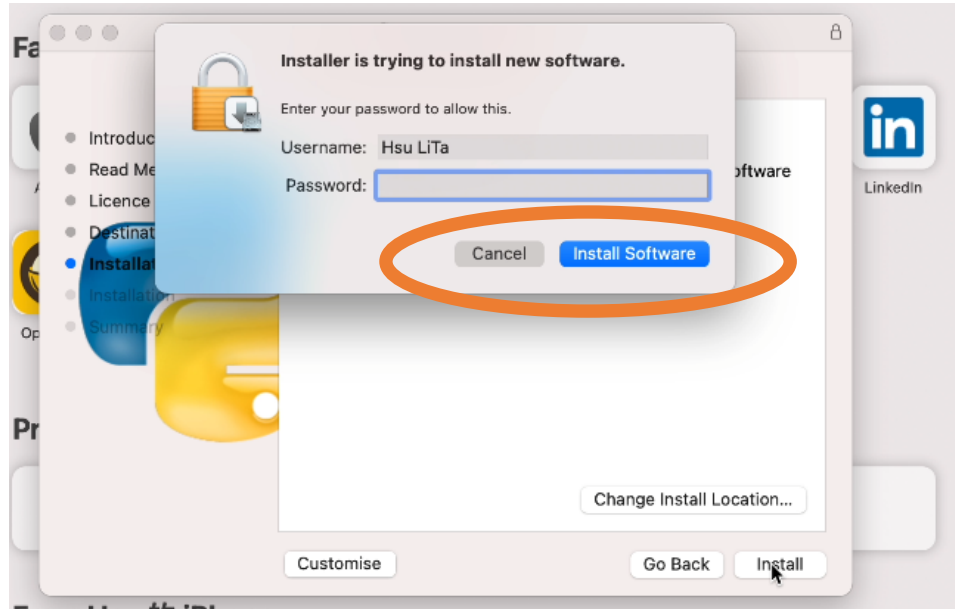 Fa
Installer is trying to install new software.
Enter your password to allow this.
Username: Hsu LiTa
Password:
Cancel
Install Software
Introduc
Read Me
Licence
Destinat
Installat
Installation
Summary
oftware
in
LinkedIn
Op
Pr
Change Install Location...
Customise
Go Back
Install